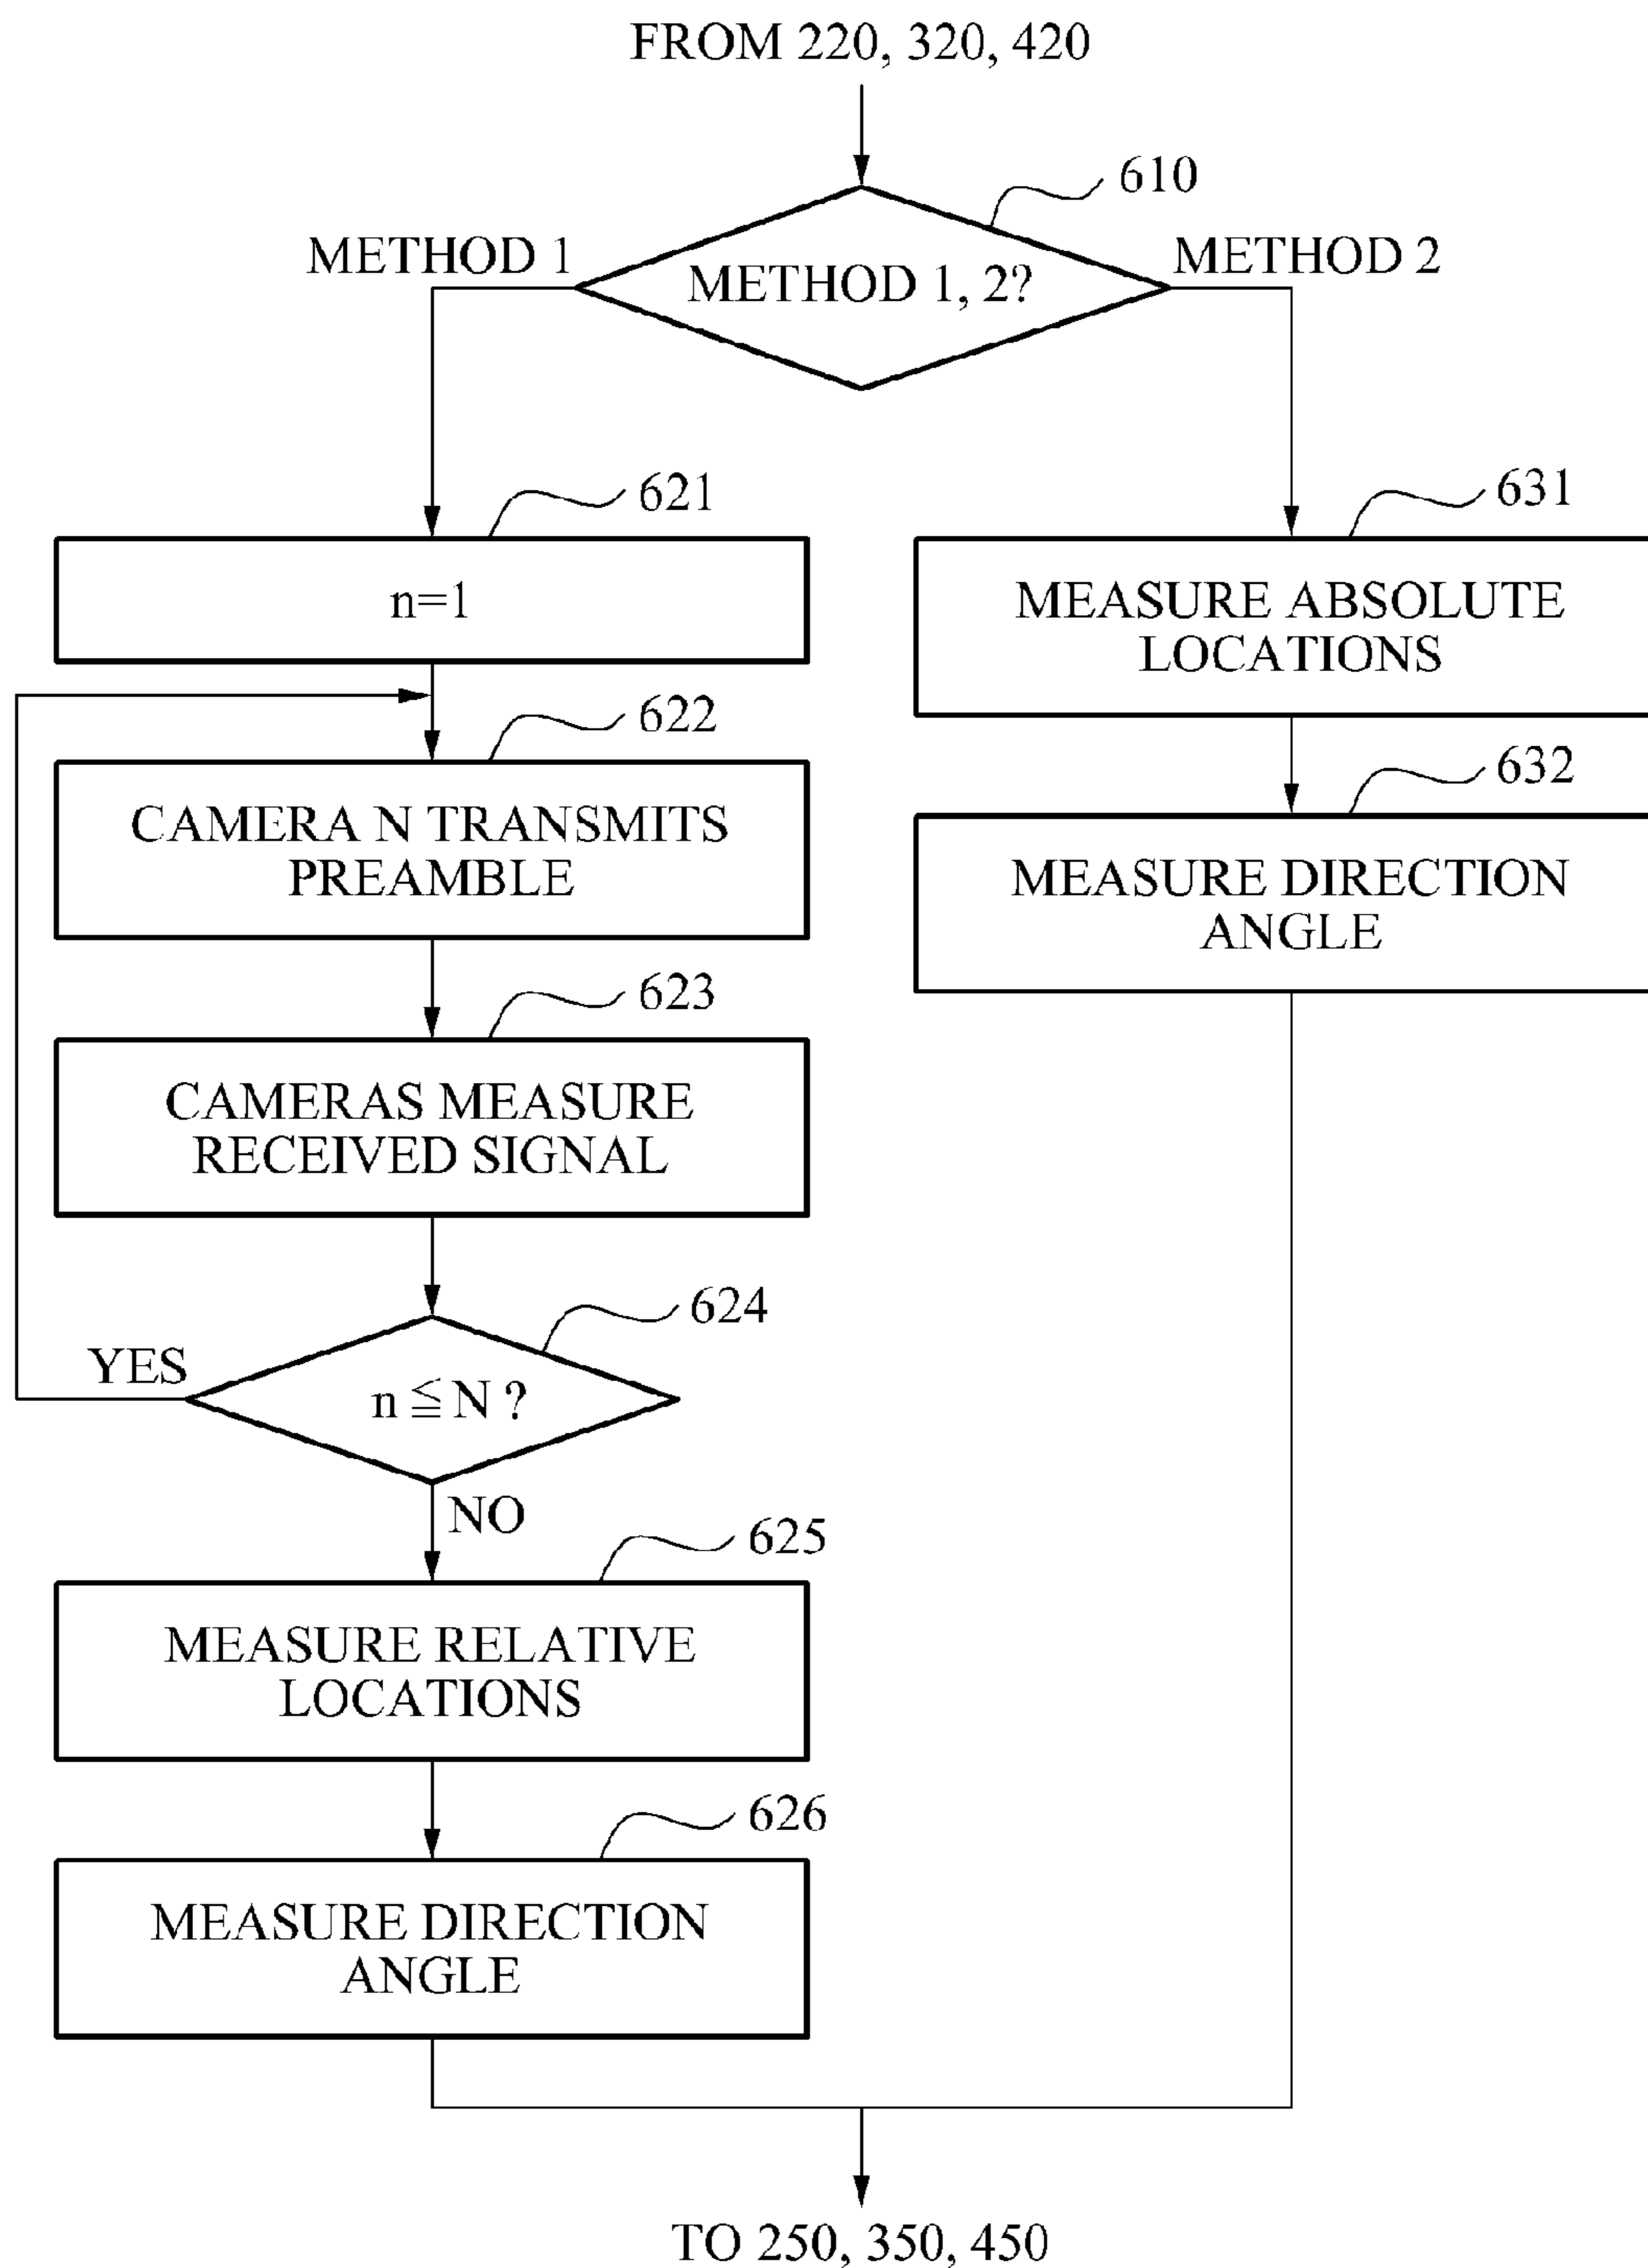 FROM 220, 320, 420
610
METHOD 1
METHOD 1, 2?
METHOD 2
621
n=1
622
CAMERA N TRANSMITS
PREAMBLE
623
CAMERAS MEASURE
RECEIVED SIGNAL
624
YES
n ≦ N ?
NO
625
MEASURE RELATIVE
LOCATIONS
626
MEASURE DIRECTION
ANGLE
631
MEASURE ABSOLUTE
LOCATIONS
632
MEASURE DIRECTION
ANGLE
TO 250, 350, 450